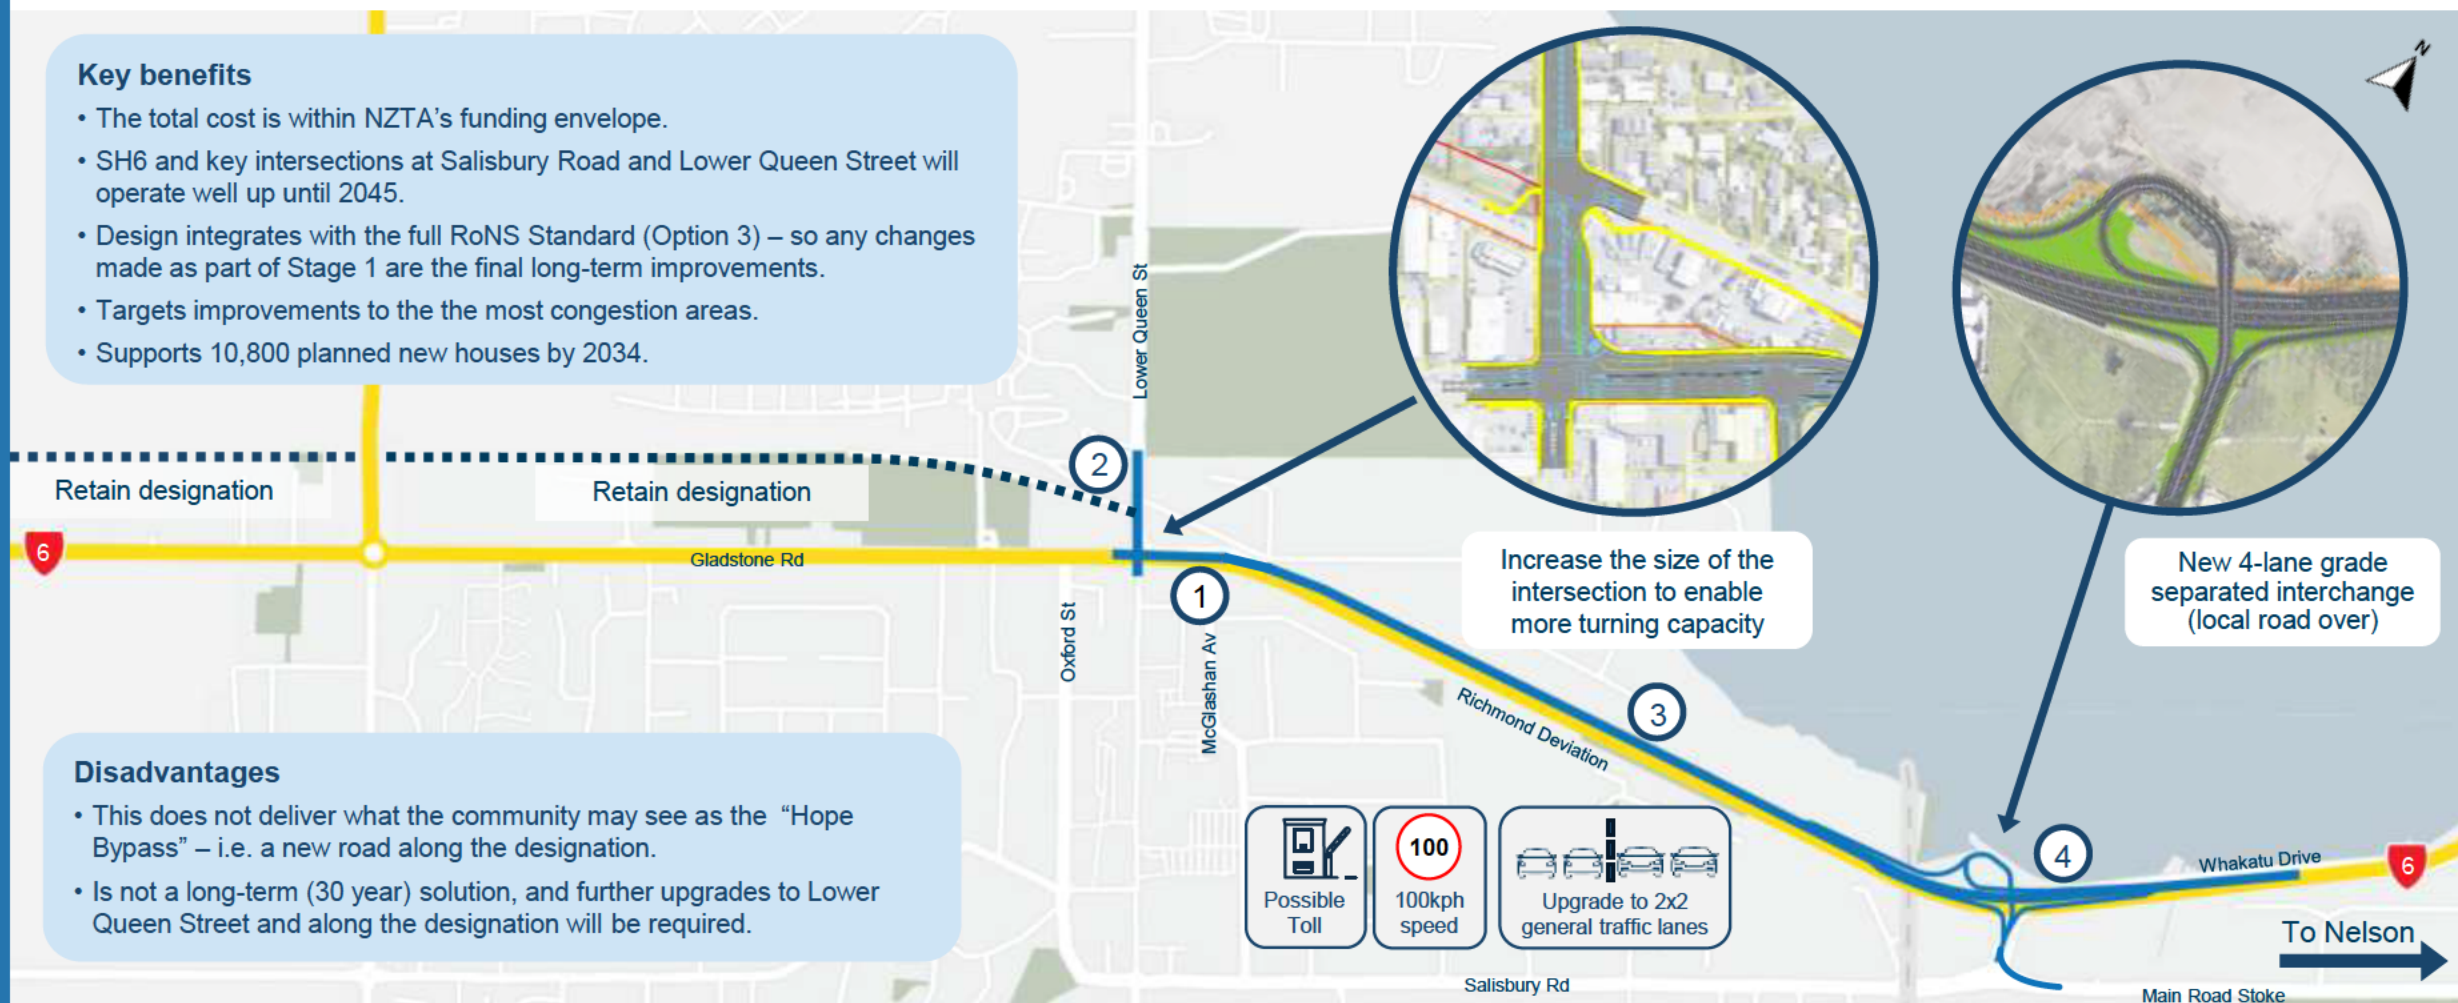 Key benefits
• The total cost is within NZTA's funding envelope.
• SH6 and key intersections at Salisbury Road and Lower Queen Street will
operate well up until 2045.
• Design integrates with the full RoNS Standard (Option 3) – so any changes
made as part of Stage 1 are the final long-term improvements.
• Targets improvements to the the most congestion areas.
• Supports 10,800 planned new houses by 2034.
N
Lower Queen St
2
Retain designation
Retain designation
6
Gladstone Rd
1
Oxford St
McGlashan Av
Increase the size of the
intersection to enable
more turning capacity
New 4-lane grade
separated interchange
(local road over)
Richmond Deviation
3
4
Whakatu Drive
6
To Nelson
Disadvantages
• This does not deliver what the community may see as the “Hope
Bypass” – i.e. a new road along the designation.
• Is not a long-term (30 year) solution, and further upgrades to Lower
Queen Street and along the designation will be required.
Possible
Toll
100
100kph
speed
Upgrade to 2x2
general traffic lanes
Salisbury Rd
Main Road Stoke